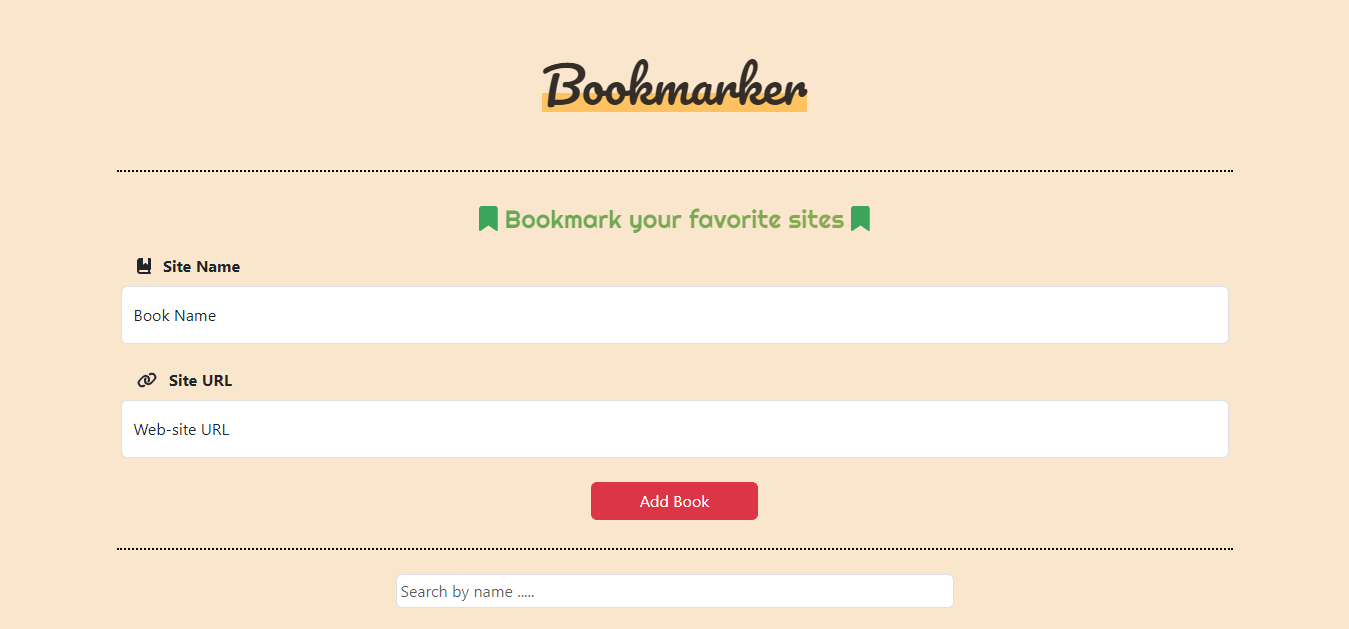 Bookmarker
Bookmark your favorite sites
Site Name
Book Name
Site URL
Web-site URL
Add Book
Search by name .....